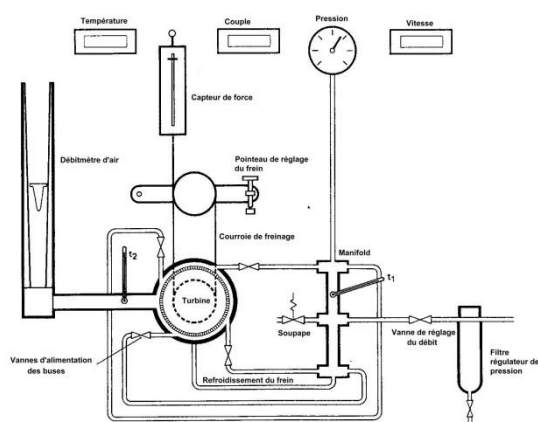 Température
Couple
Pression
Vitesse
Capteur de force
Débitmètre d'air
Pointeau de réglage
du frein
Courroie de freinage
Manifold
t2
t1
Turbine
Soupape
Vanne de réglage
du débit
Vannes d'alimentation
des buses
Refroidissement du frein
Filtre
régulateur de
pression